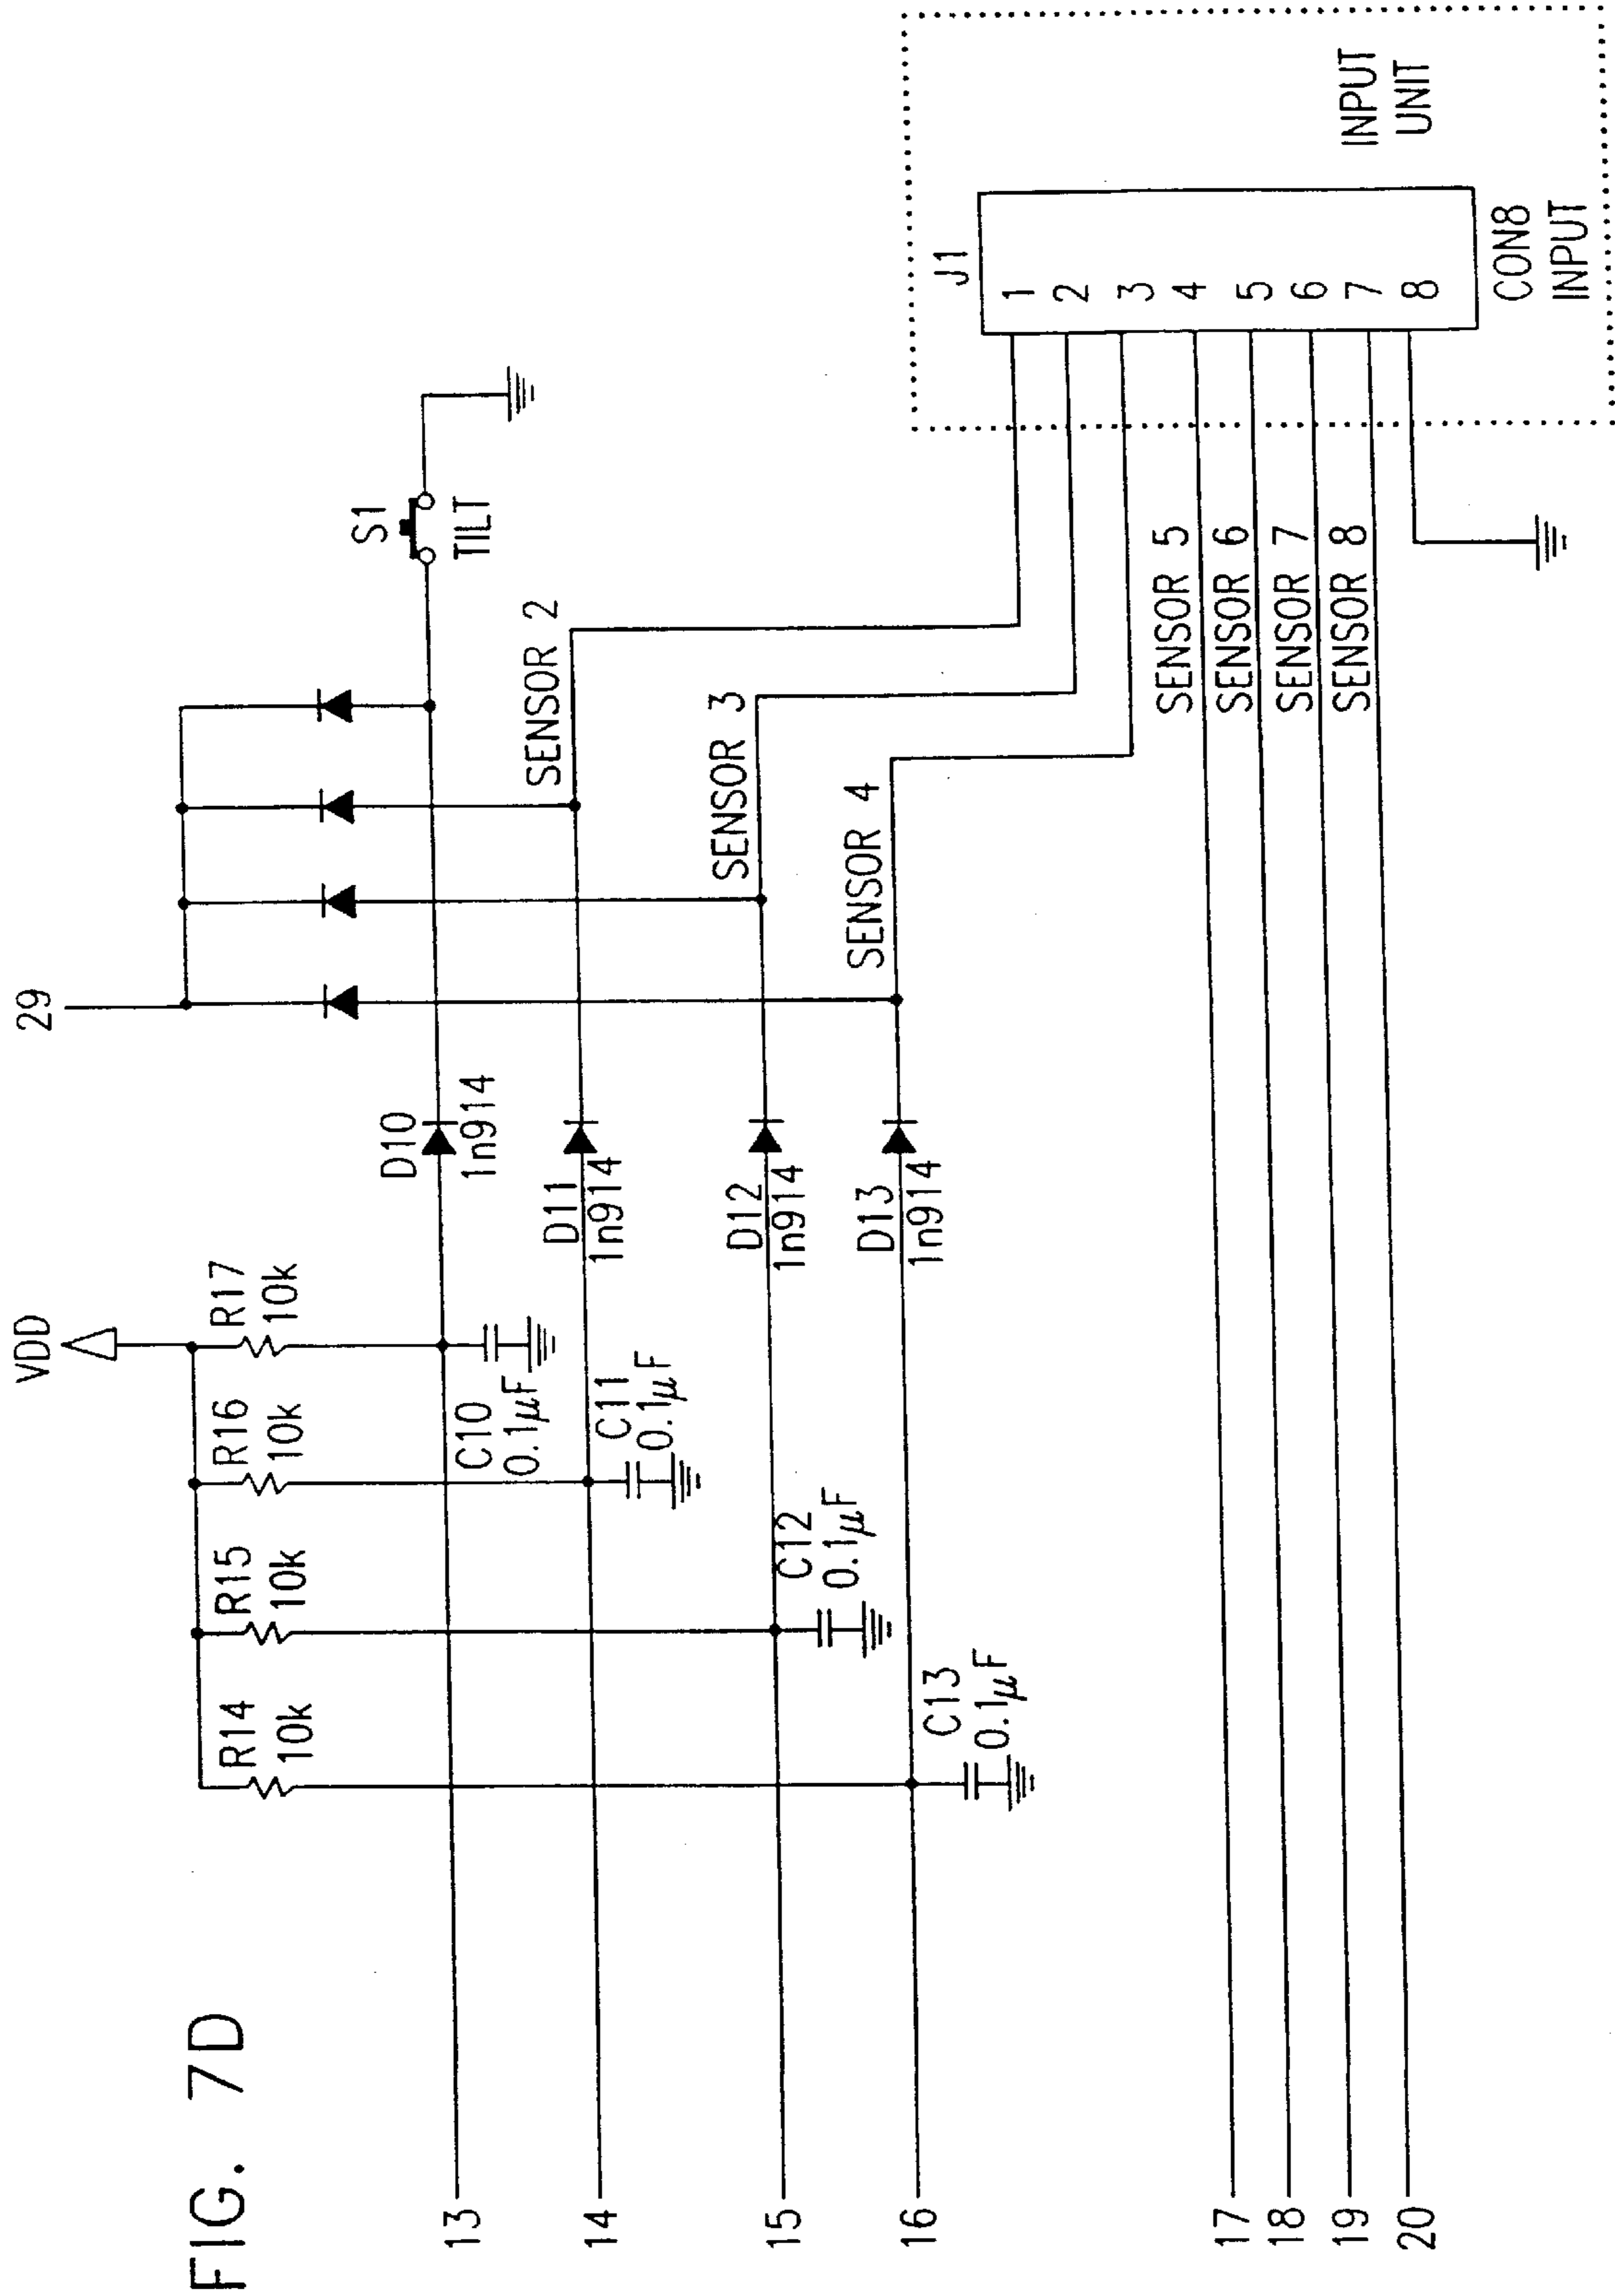 FIG. 7D
VDD
29
R14
10k
R15
10k
R16
10k
R17
10k
D10
1n914
S1
TILT
13
C10
0.1µF
SENSOR 2
D11
1n914
14
C11
0.1µF
SENSOR 3
D12
1n914
15
C12
0.1µF
SENSOR 4
D13
1n914
16
C13
0.1µF
J1
1
2
3
4
5
6
7
8
CON8
INPUT
INPUT
UNIT
17
SENSOR 5
18
SENSOR 6
19
SENSOR 7
20
SENSOR 8